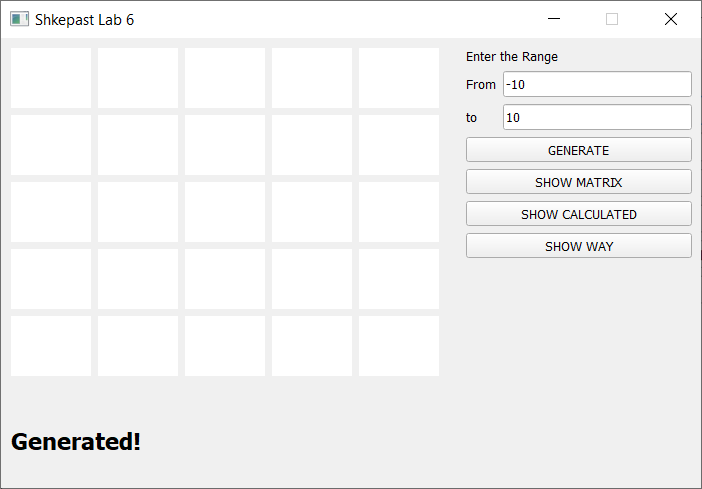 Shkepast Lab 6
Enter the Range
From -10
to 10
GENERATE
SHOW MATRIX
SHOW CALCULATED
SHOW WAY
Generated!